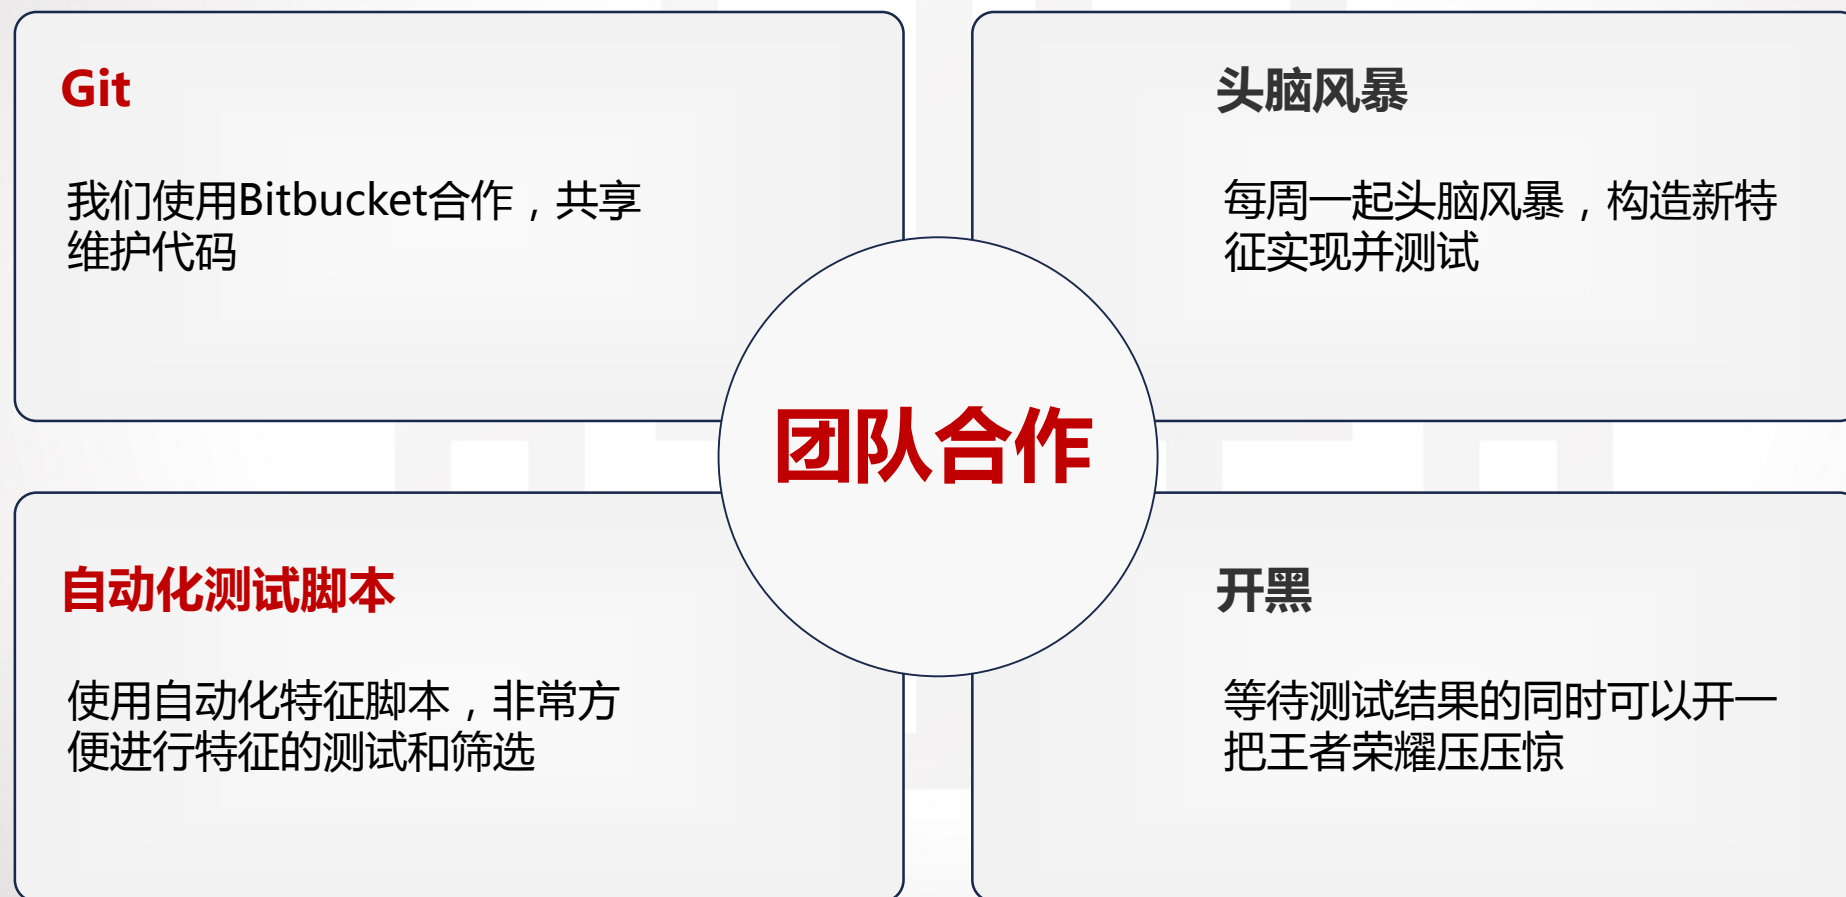 Git
我们使用Bitbucket合作，共享
维护代码
头脑风暴
每周一起头脑风暴，构造新特
征实现并测试
团队合作
自动化测试脚本
使用自动化特征脚本，非常方
便进行特征的测试和筛选
开黑
等待测试结果的同时可以开一
把王者荣耀压压惊